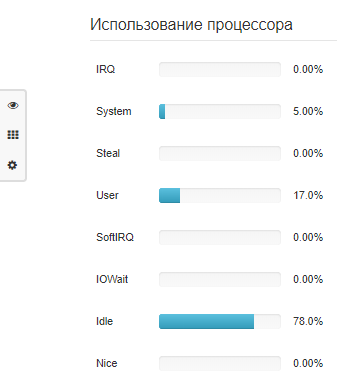 Использование процессора
IRQ 0.00%
System 5.00%
Steal 0.00%
User 17.0%
SoftIRQ 0.00%
IOWait 0.00%
Idle 78.0%
Nice 0.00%